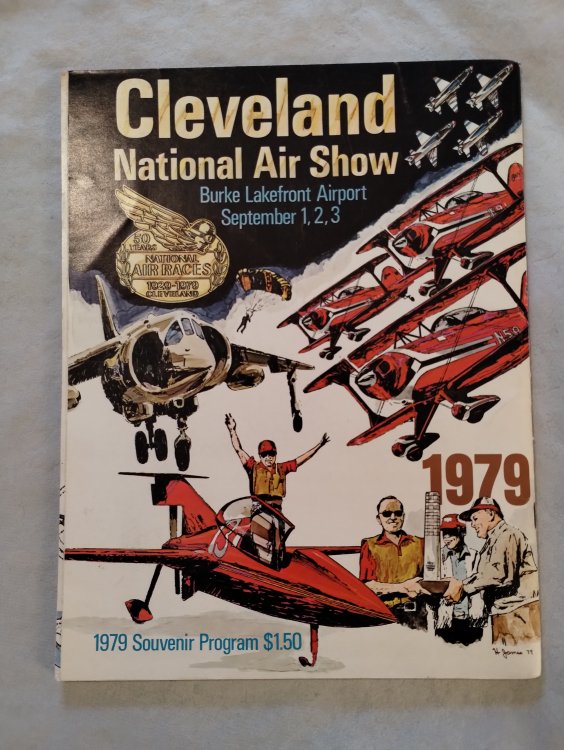 Cleveland
National Air Show
Burke Lakefront Airport
September 1, 2, 3
50
YEARS
NATIONAL
AIR RACES
1929-1979
CLEVELAND
1979
1979 Souvenir Program $1.50